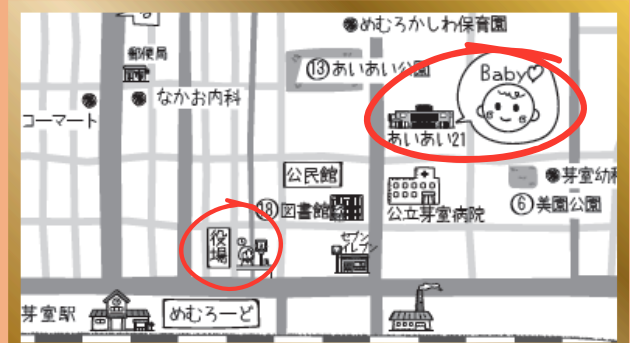 めむろかしわ保育園
郵便局
⑬あいあい公園
Baby♡
なかお内科
コーマート
あいあい21
公民館
芽室幼稚
⑱図書館
公立芽室病院
⑥美園公園
役場
セブンイレブン
芽室駅
めむろーど